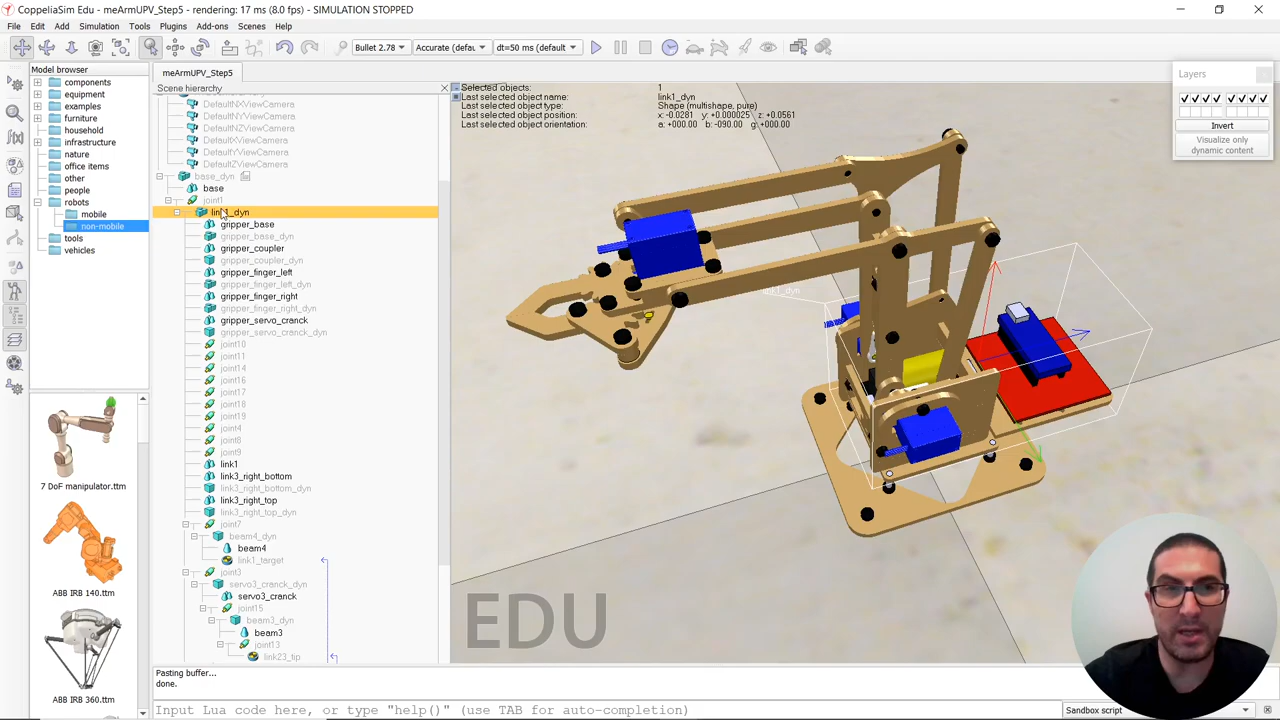 CoppeliaSim Edu - meArmUPV_Step5 - rendering: 17 ms (8.0 fps) - SIMULATION STOPPED
File Edit Add Simulation Tools Plugins Add-ons Scenes Help
Bullet 2.78 Accurate (defau dt=50 ms (default)
Model browser
components
equipment
examples
furniture
household
infrastructure
nature
office items
other
people
robots
mobile
non-mobile
tools
vehicles
7 DoF manipulator.ttm
ABB IRB 140.ttm
ABB IRB 360.ttm
meArmUPV_Step5
Scene hierarchy
DefaultNXViewCamera
DefaultNYViewCamera
DefaultNZViewCamera
DefaultXViewCamera
DefaultYViewCamera
DefaultZViewCamera
base_dyn
base
joint1
link1_dyn
gripper_base
gripper_base_dyn
gripper_coupler
gripper_coupler_dyn
gripper_finger_left
gripper_finger_left_dyn
gripper_finger_right
gripper_finger_right_dyn
gripper_servo_cranck
gripper_servo_cranck_dyn
joint10
joint11
joint14
joint16
joint17
joint18
joint19
joint4
joint8
joint9
link1
link3_right_bottom
link3_right_bottom_dyn
link3_right_top
link3_right_top_dyn
joint7
beam4_dyn
beam4
link1_target
joint3
servo3_cranck_dyn
servo3_cranck
joint15
beam3_dyn
beam3
joint13
link23_tip
Selected objects: 1
Last selected object name: link1_dyn
Last selected object type: Shape (multishape, pure)
Last selected object position: x: -0.0281 y: +0.000025 z: +0.0561
Last selected object orientation: a: +000.00 b: -090.00 g: +000.00
link1_dyn
EDU
Layers
Invert
Visualize only
dynamic content
Pasting buffer...
done.
Input Lua code here, or type "help()" (use TAB for auto-completion)
Sandbox script